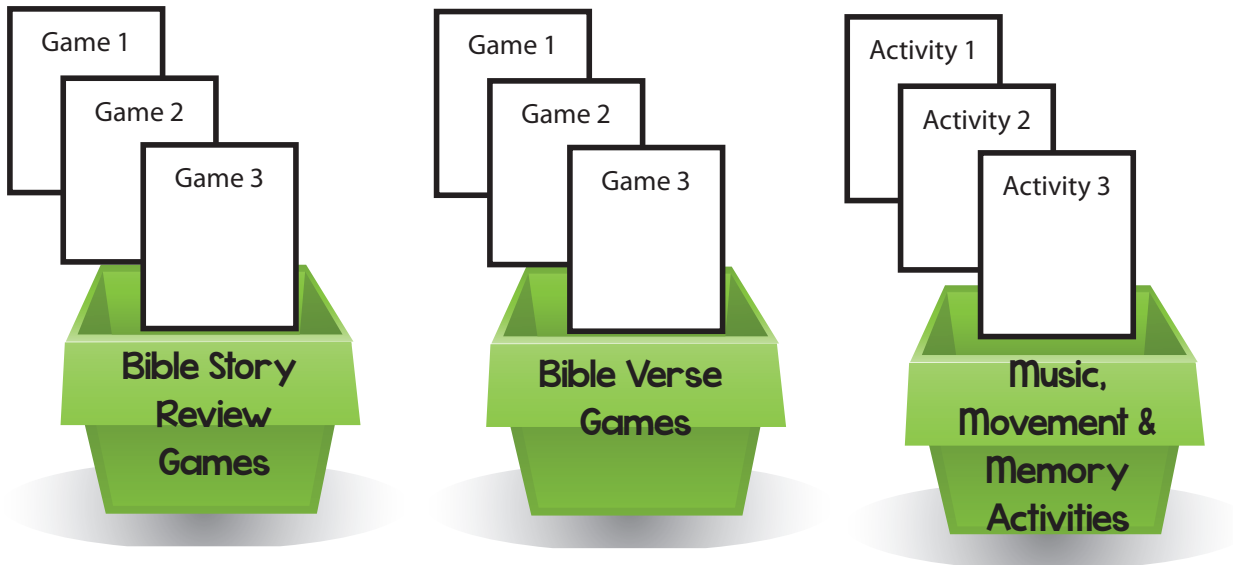 Game 1
Game 2
Game 3
Bible Story
Review
Games
Game 1
Game 2
Game 3
Bible Verse
Games
Activity 1
Activity 2
Activity 3
Music,
Movement &
Memory
Activities